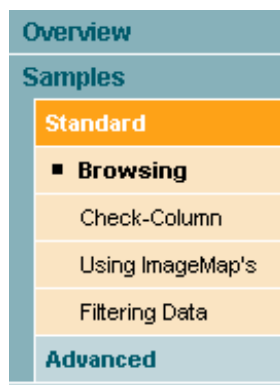 Overview
Samples
Standard
Browsing
Check-Column
Using ImageMap's
Filtering Data
Advanced